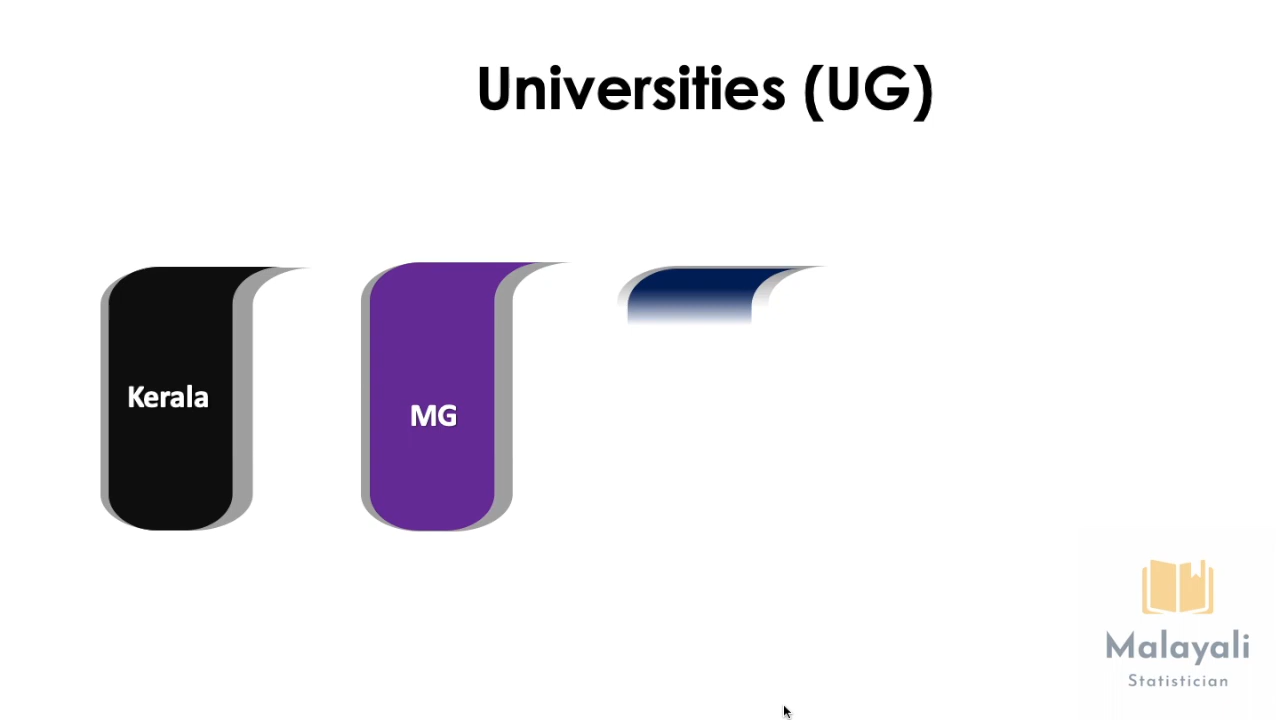 Universities (UG)
Kerala
MG
Malayali
Statistician